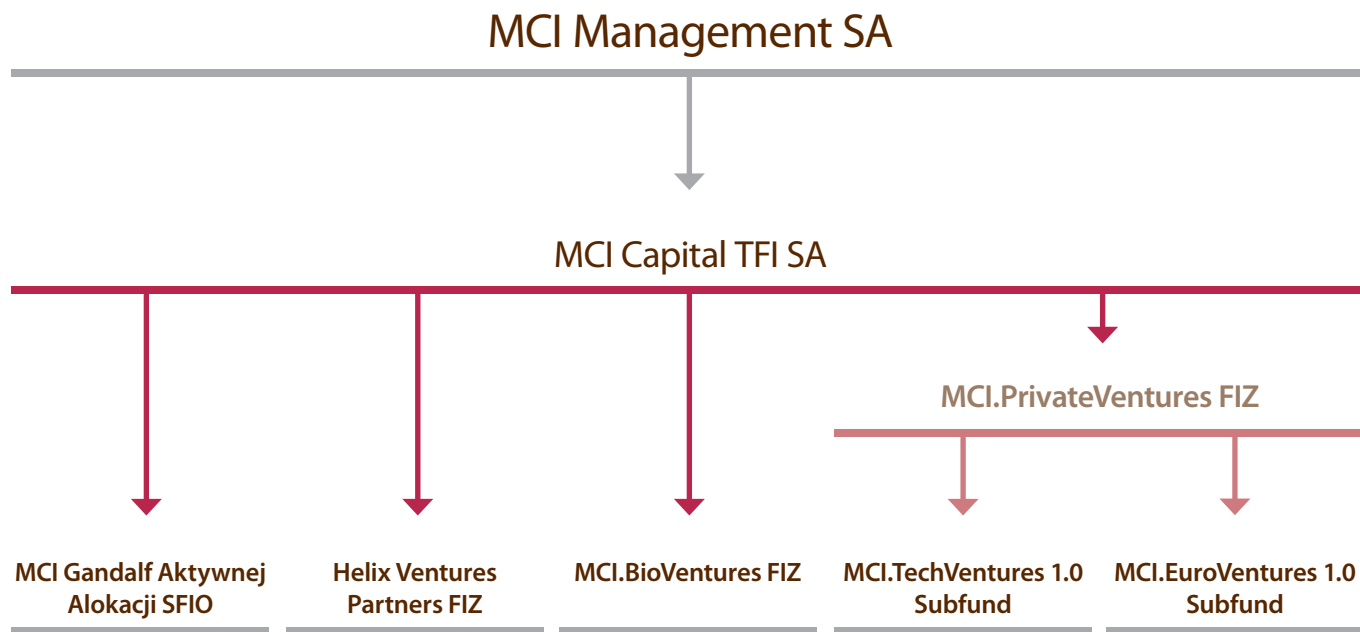 MCI Management SA
MCI Capital TFI SA
MCI.PrivateVentures FIZ
MCI Gandalf Aktywnej
Alokacji SFIO
Helix Ventures
Partners FIZ
MCI.BioVentures FIZ
MCI.TechVentures 1.0
Subfund
MCI.EuroVentures 1.0
Subfund